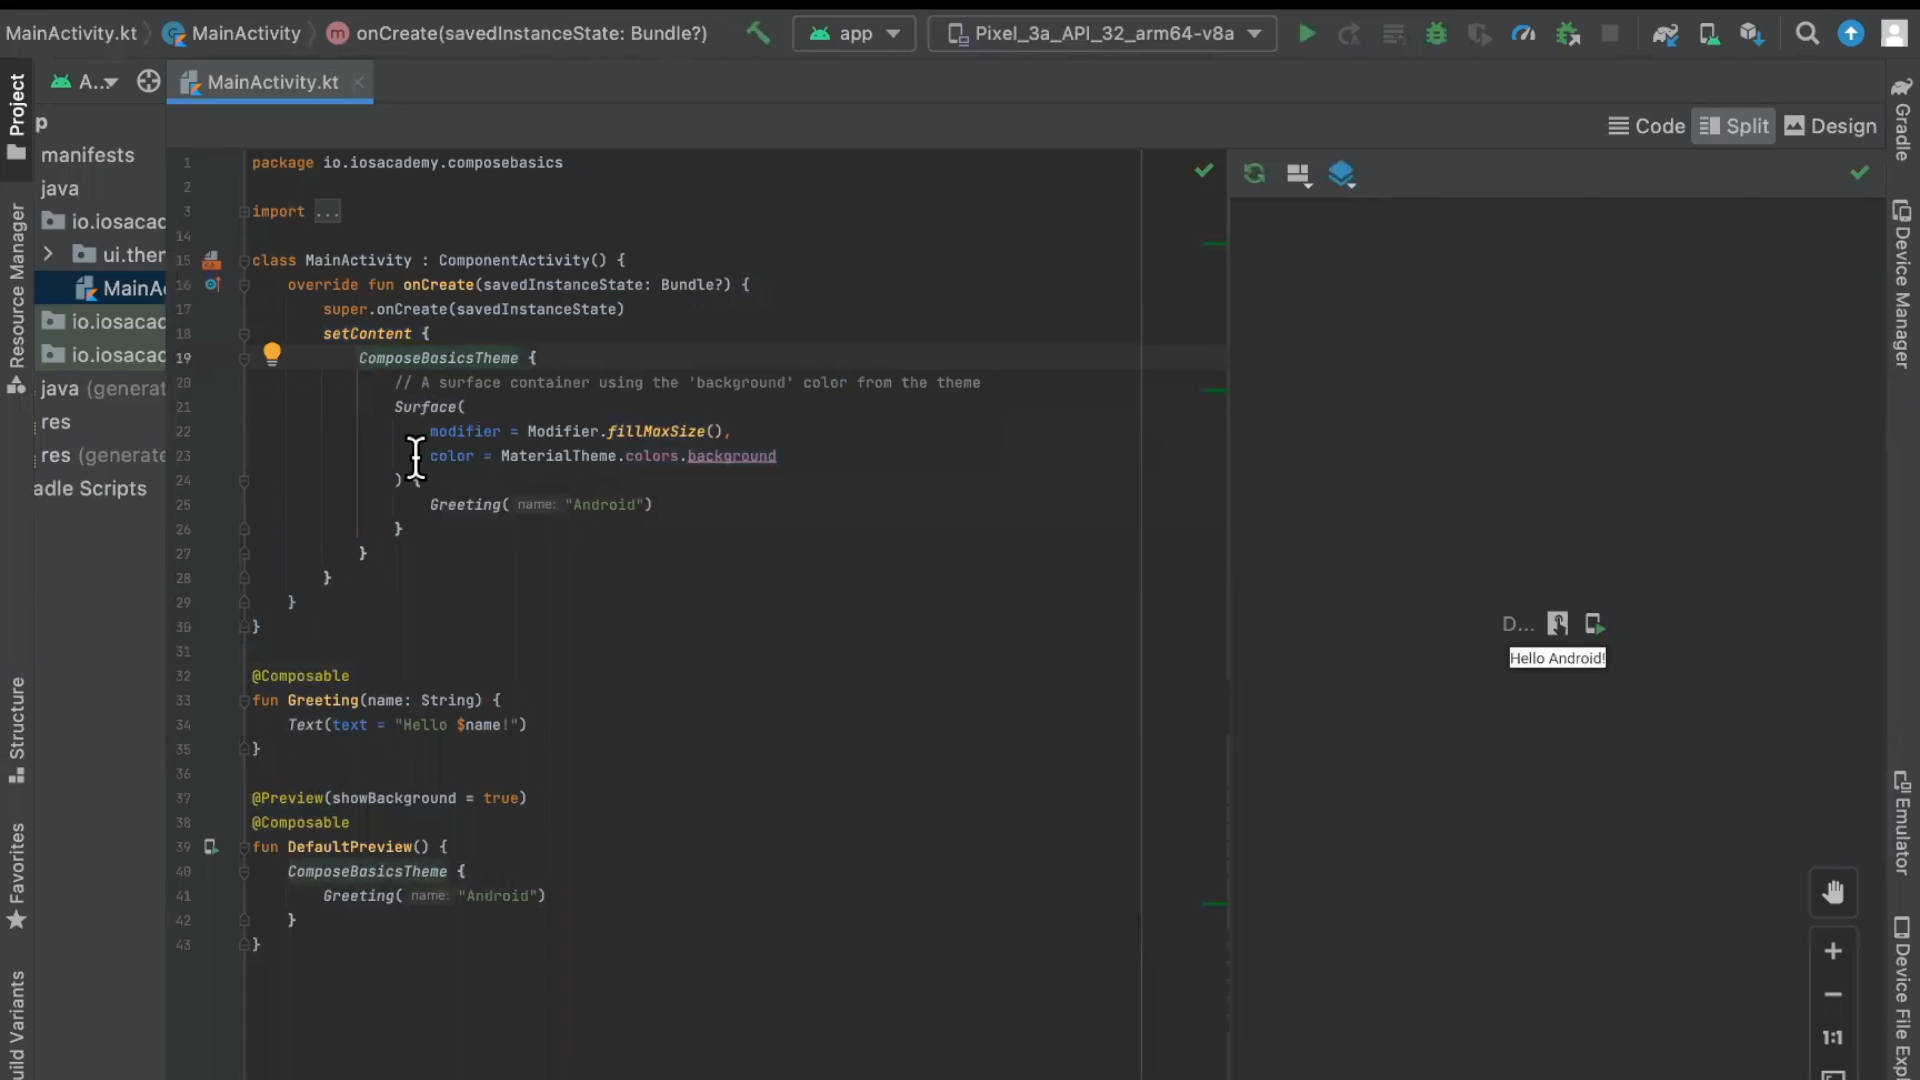 MainActivity.kt MainActivity onCreate(savedInstanceState: Bundle?) app Pixel_3a_API_32_arm64-v8a
A... MainActivity.kt
Code Split Design
Project
Resource Manager
Structure
Favorites
uild Variants
p
manifests
java
io.iosacad
ui.ther
MainAc
io.iosacad
io.iosacad
java (generat
res
res (generate
adle Scripts
1 package io.iosacademy.composebasics
2
3 import ...
14
15 class MainActivity : ComponentActivity() {
16 override fun onCreate(savedInstanceState: Bundle?) {
17 super.onCreate(savedInstanceState)
18 setContent {
19 ComposeBasicsTheme {
20 // A surface container using the 'background' color from the theme
21 Surface(
22 modifier = Modifier.fillMaxSize(),
23 color = MaterialTheme.colors.background
24 ) {
25 Greeting( name: "Android")
26 }
27 }
28 }
29 }
30 }
31
32 @Composable
33 fun Greeting(name: String) {
34 Text(text = "Hello $name!")
35 }
36
37 @Preview(showBackground = true)
38 @Composable
39 fun DefaultPreview() {
40 ComposeBasicsTheme {
41 Greeting( name: "Android")
42 }
43 }
D...
Hello Android!
1:1
Gradle
Device Manager
Emulator
Device File Expl